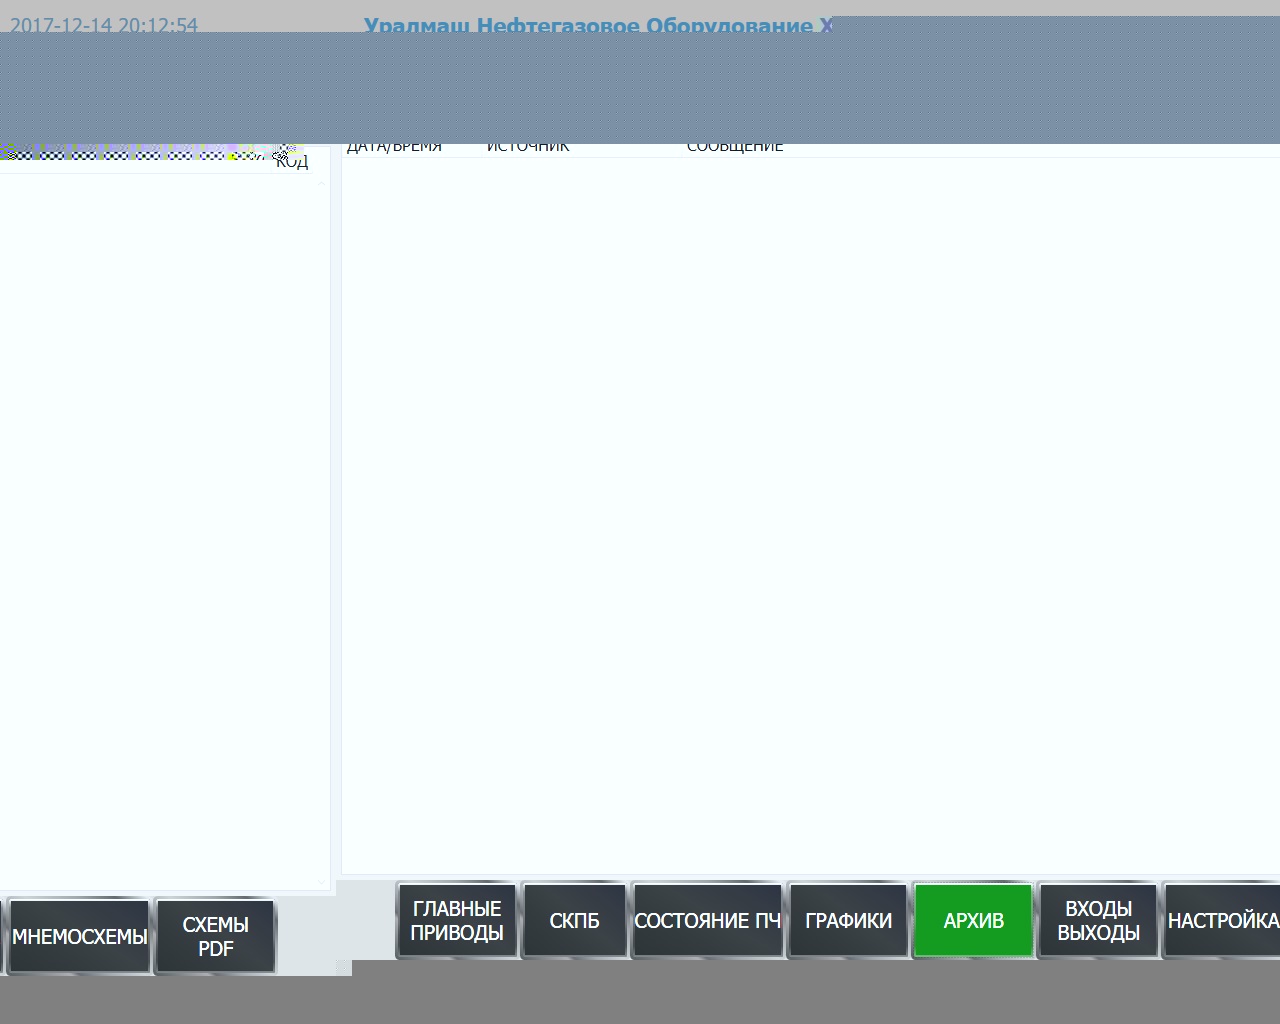 2017-12-14 20:12:54
Уралмаш Нефтегазовое Оборудование Х
ДАТА/ВРЕМЯ ИСТОЧНИК СООБЩЕНИЕ
КОД
ГЛАВНЫЕ
ПРИВОДЫ
СКПБ
СОСТОЯНИЕ ПЧ
ГРАФИКИ
АРХИВ
ВХОДЫ
ВЫХОДЫ
НАСТРОЙКА
МНЕМОСХЕМЫ
СХЕМЫ
PDF